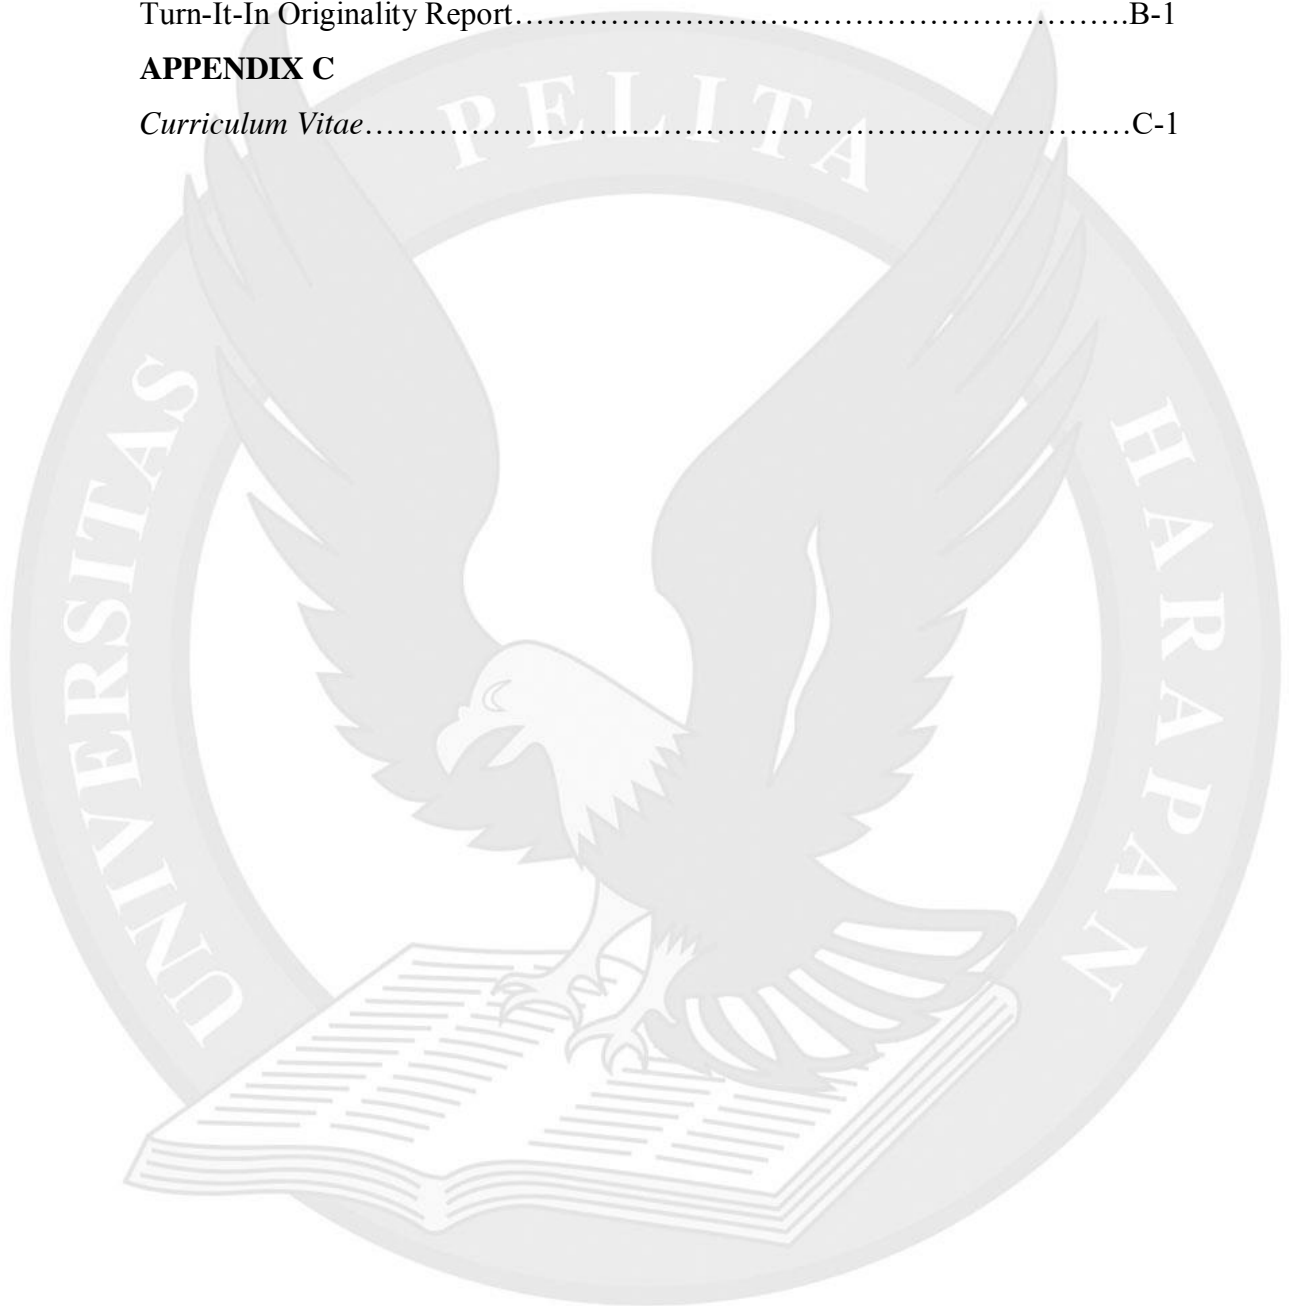 Turn-It-In Originality Report……………………………………………………………….B-1
APPENDIX C
Curriculum Vitae………………………………………………………………………………C-1
UNIVERSITAS PELITA HARAPAN